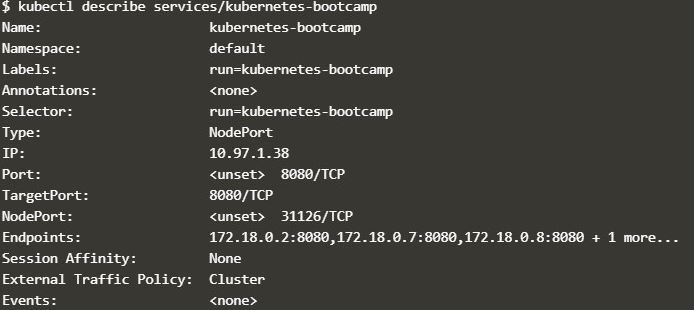 $ kubectl describe services/kubernetes-bootcamp
Name:                     kubernetes-bootcamp
Namespace:                default
Labels:                   run=kubernetes-bootcamp
Annotations:              <none>
Selector:                 run=kubernetes-bootcamp
Type:                     NodePort
IP:                       10.97.1.38
Port:                     <unset>  8080/TCP
TargetPort:               8080/TCP
NodePort:                 <unset>  31126/TCP
Endpoints:                172.18.0.2:8080,172.18.0.7:8080,172.18.0.8:8080 + 1 more...
Session Affinity:         None
External Traffic Policy:  Cluster
Events:                   <none>